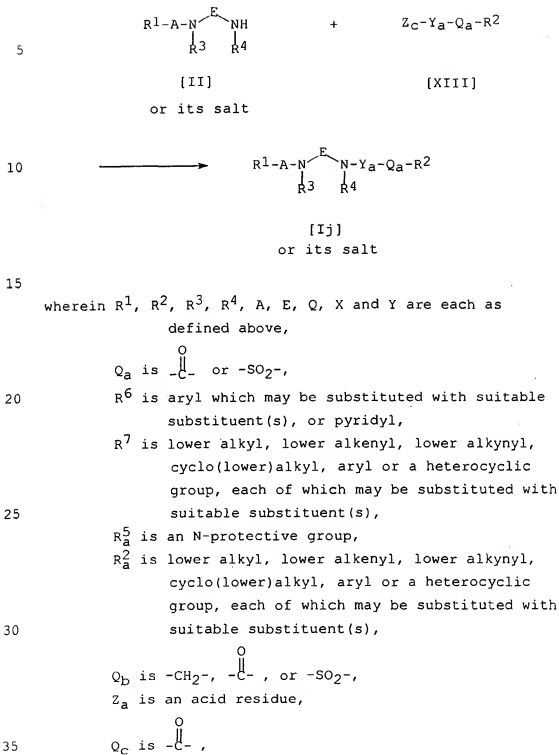 R1-A-N E NH + Zc-Ya-Qa-R2
5 R3 R4
[II] [XIII]
or its salt
10 R1-A-N E N-Ya-Qa-R2
R3 R4
[Ij]
or its salt
15
wherein R1, R2, R3, R4, A, E, Q, X and Y are each as
defined above,
O
Qa is -C- or -SO2-,
20 R6 is aryl which may be substituted with suitable
substituent(s), or pyridyl,
R7 is lower alkyl, lower alkenyl, lower alkynyl,
cyclo(lower)alkyl, aryl or a heterocyclic
group, each of which may be substituted with
25 suitable substituent(s),
R5a is an N-protective group,
R2a is lower alkyl, lower alkenyl, lower alkynyl,
cyclo(lower)alkyl, aryl or a heterocyclic
group, each of which may be substituted with
30 suitable substituent(s),
O
Qb is -CH2-, -C- , or -SO2-,
Za is an acid residue,
O
35 Qc is -C- ,